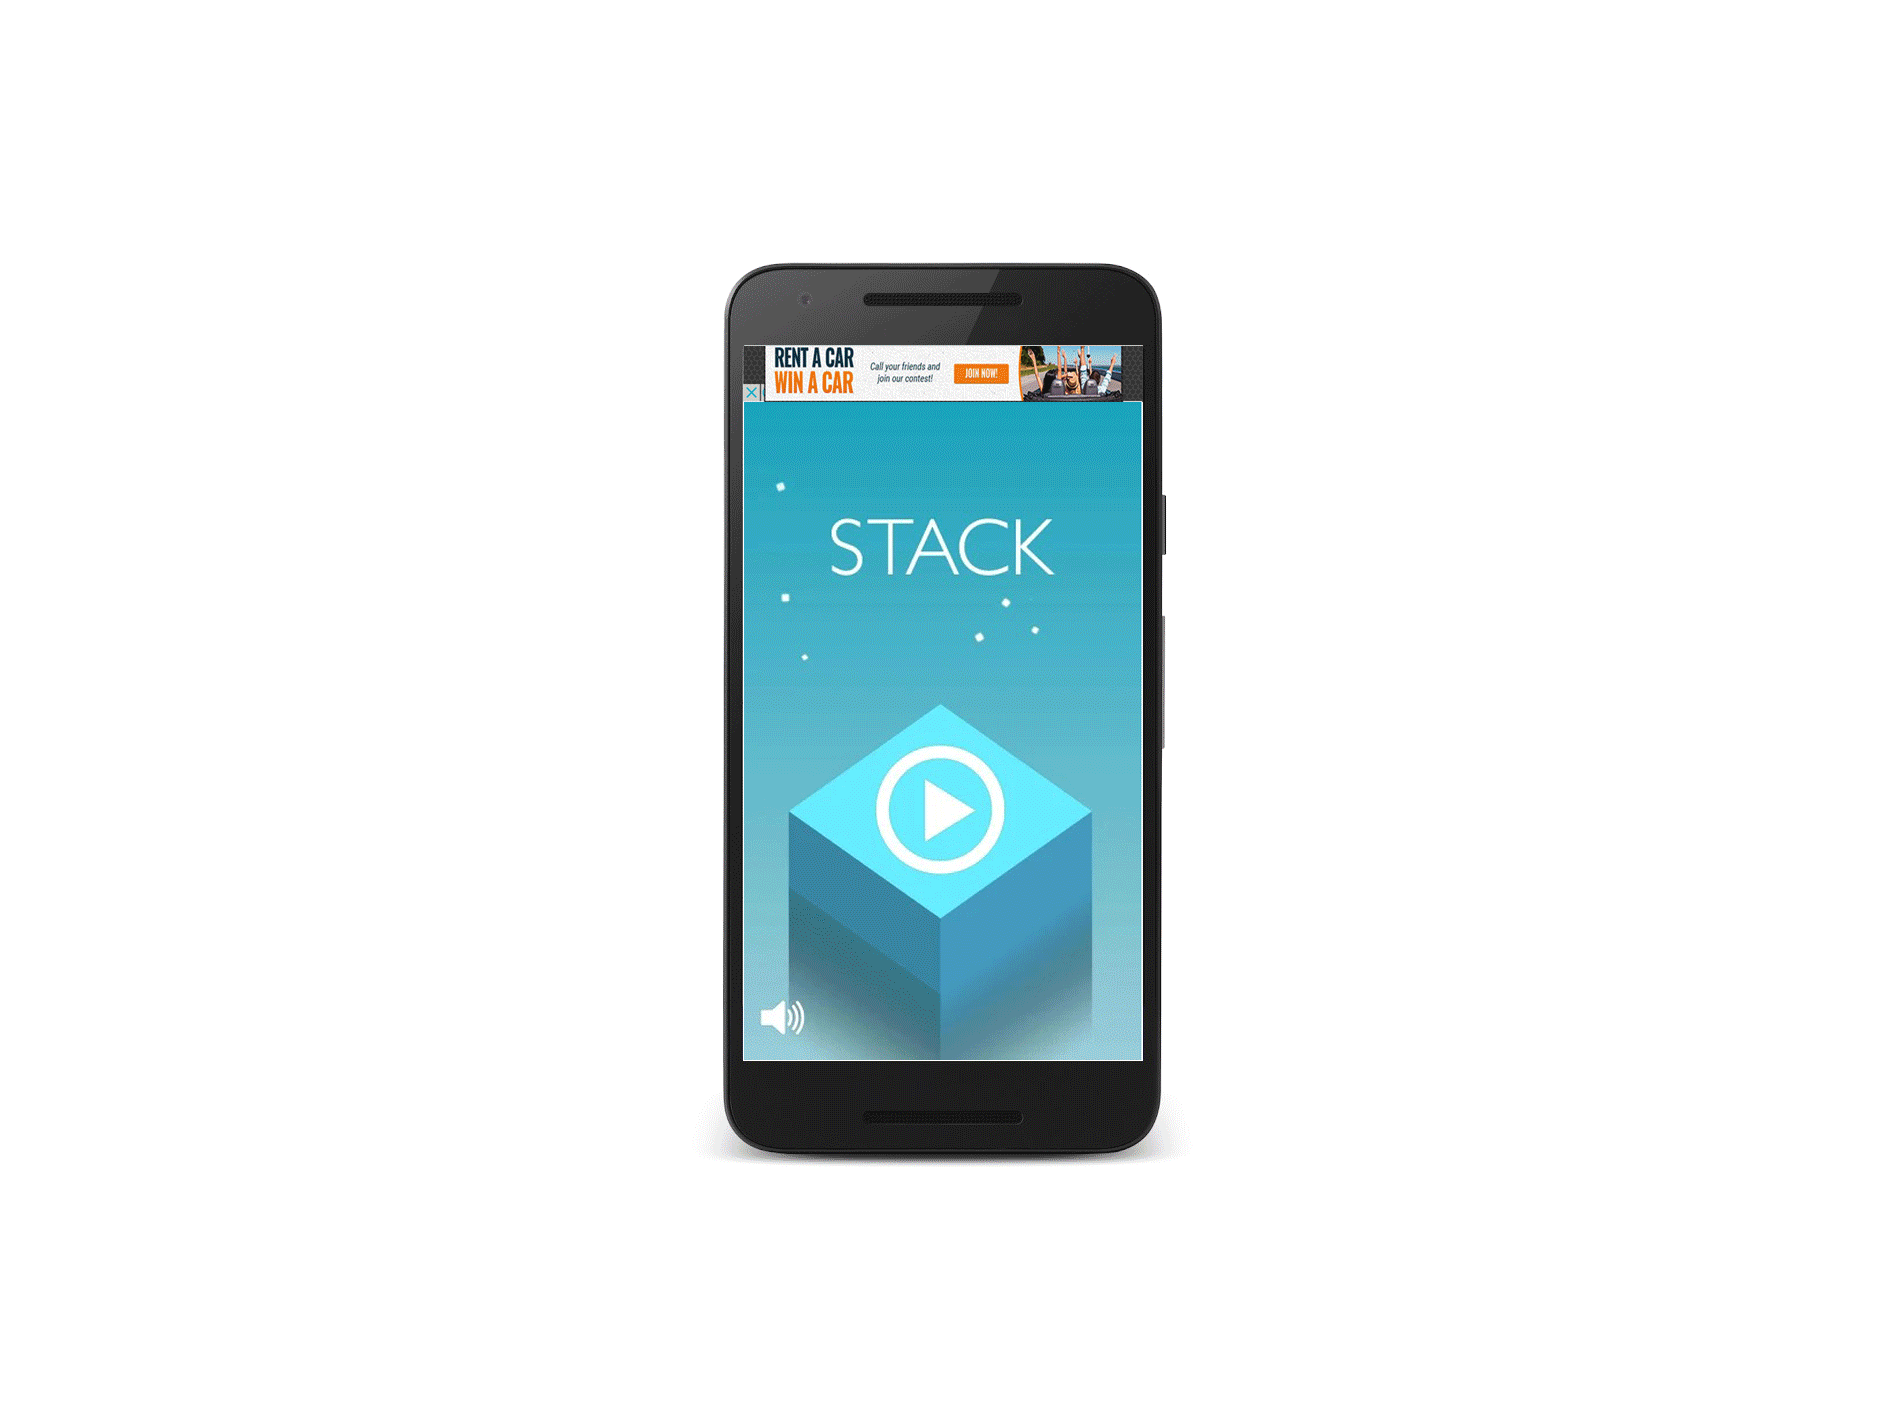 RENT A CAR
WIN A CAR
Call your friends and
join our contest!
JOIN NOW!
STACK